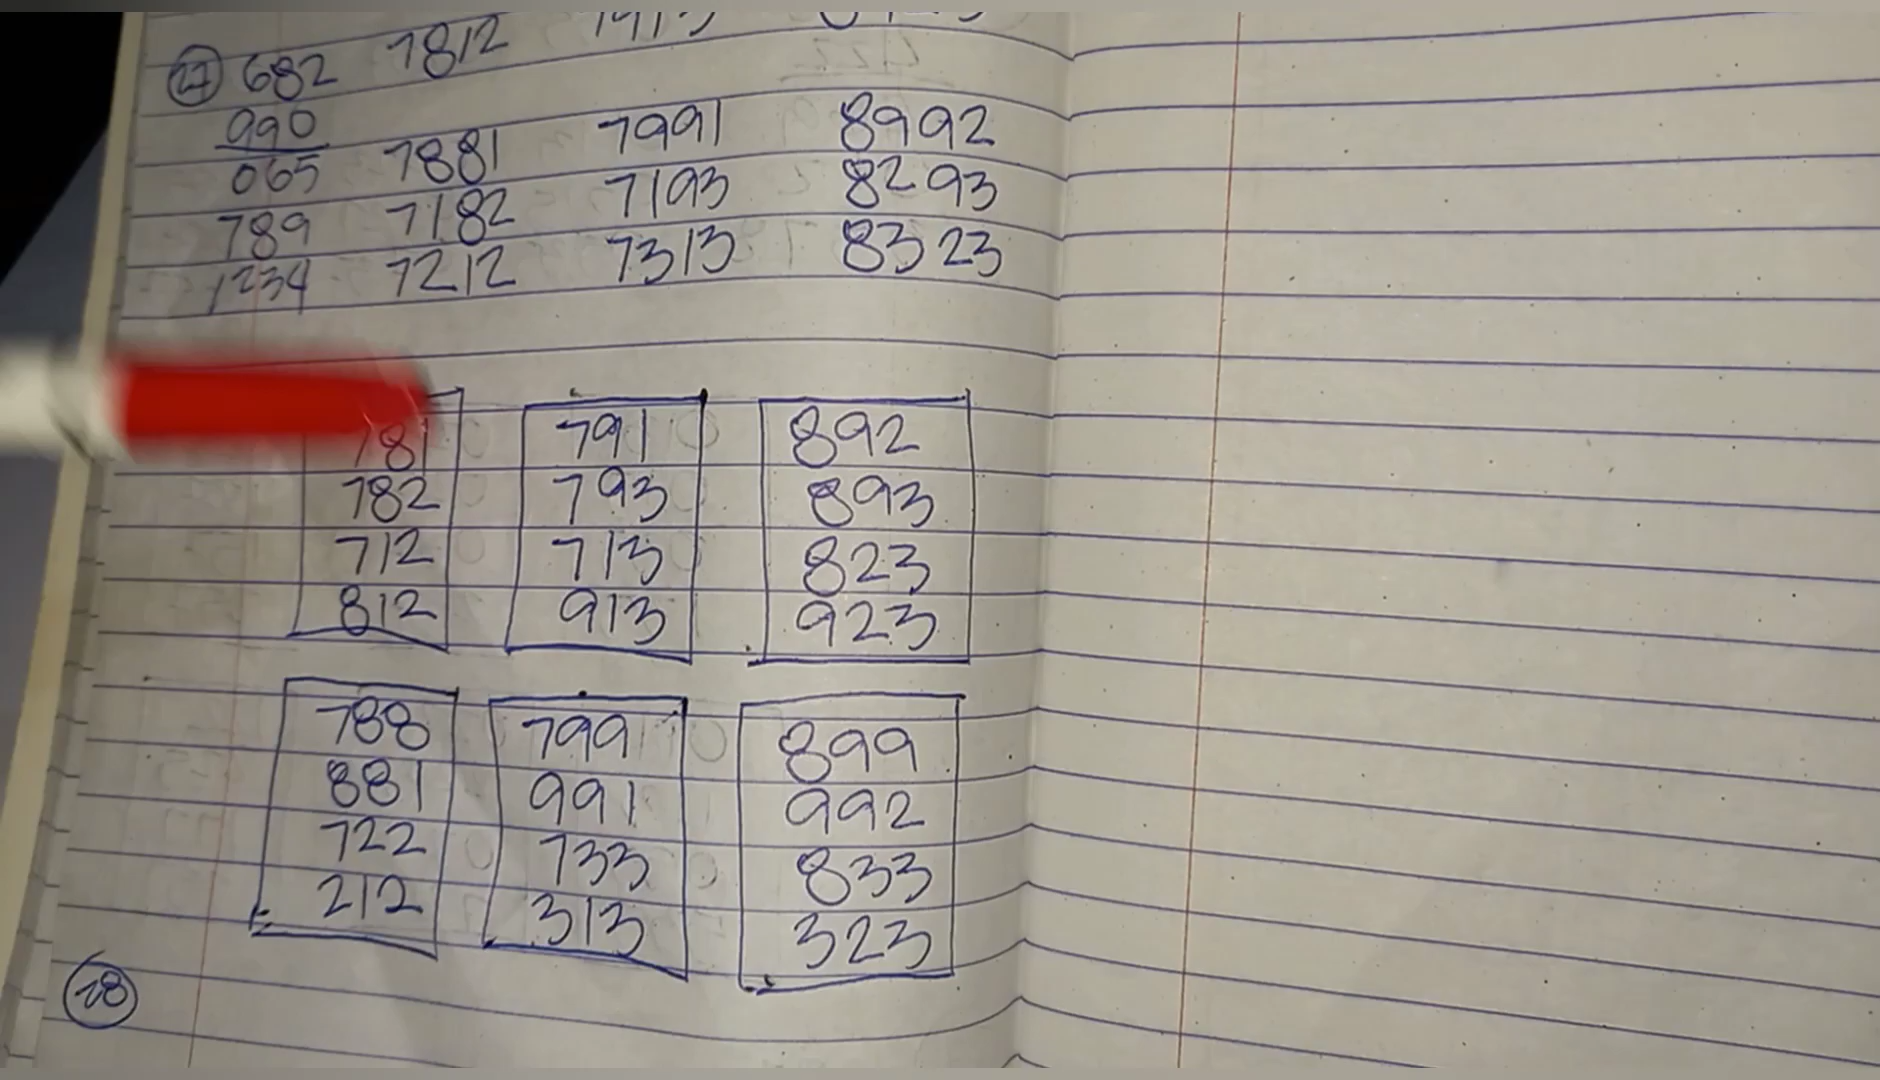 27 682 7812
990 7881 7991 8992
065 7182 7193 8293
789 7212 7313 8323
1234
781 791 892
782 793 893
712 713 823
812 913 923
788 799 899
881 991 992
722 733 833
212 313 323
28